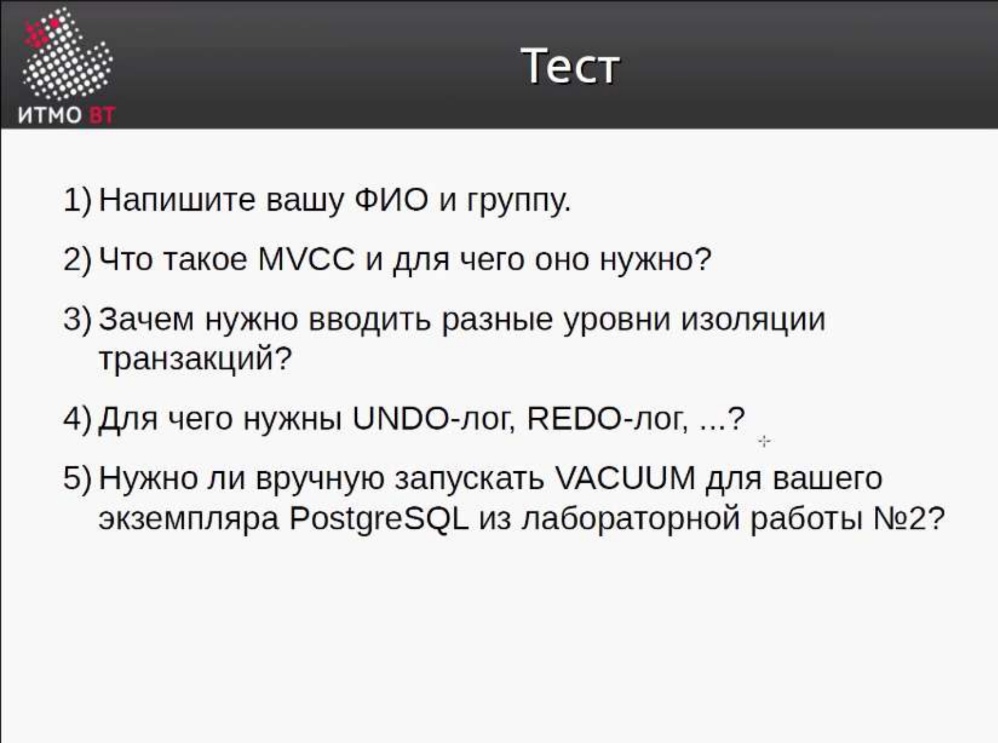 Тест
ИТМО ВТ
1) Напишите вашу ФИО и группу.
2) Что такое MVCC и для чего оно нужно?
3) Зачем нужно вводить разные уровни изоляции
транзакций?
4) Для чего нужны UNDO-лог, REDO-лог, ...?
5) Нужно ли вручную запускать VACUUM для вашего
экземпляра PostgreSQL из лабораторной работы №2?